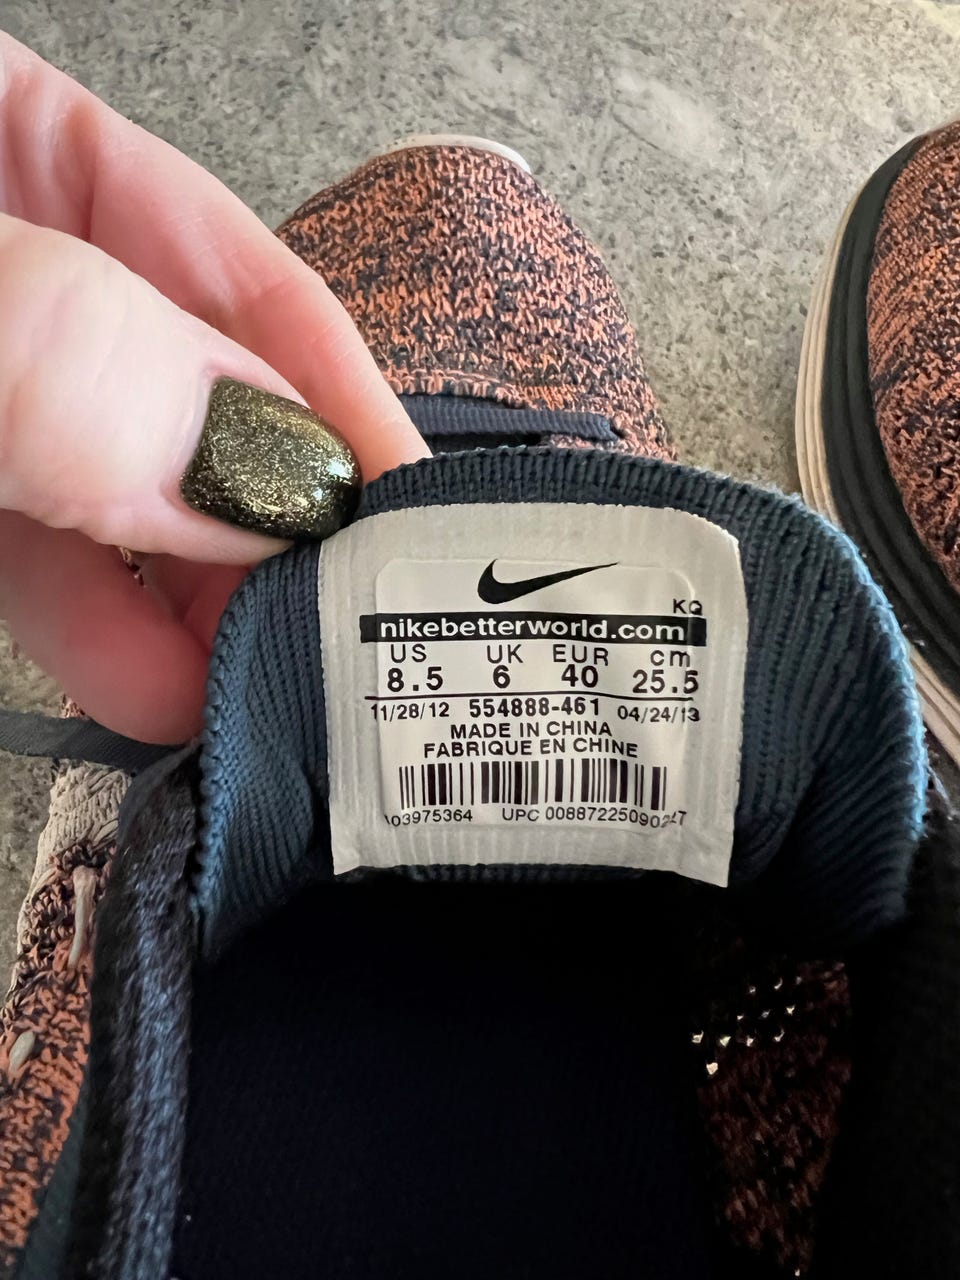 KQ
nikebetterworld.com
US UK EUR cm
8.5 6 40 25.5
11/28/12 554888-461 04/24/13
MADE IN CHINA
FABRIQUE EN CHINE
03975364 UPC